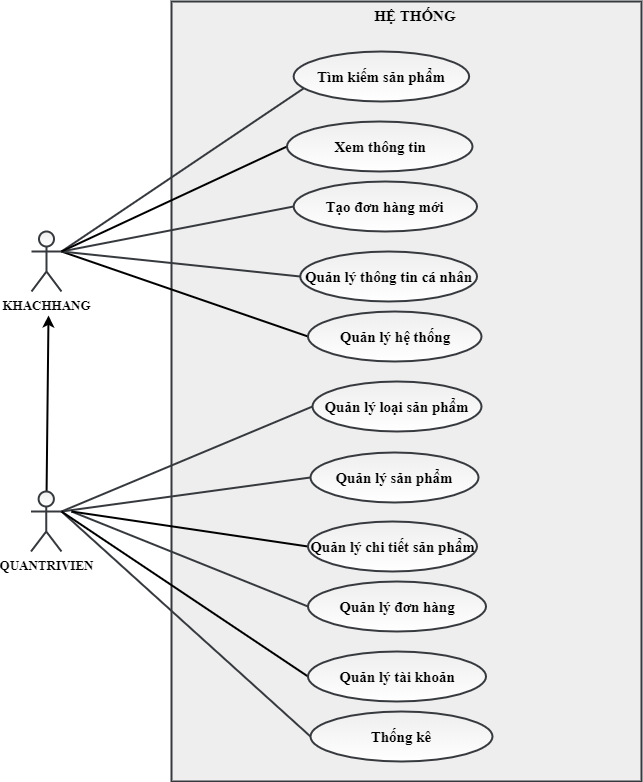 HỆ THỐNG
Tìm kiếm sản phẩm
Xem thông tin
Tạo đơn hàng mới
Quản lý thông tin cá nhân
KHACHHANG
Quản lý hệ thống
Quản lý loại sản phẩm
Quản lý sản phẩm
Quản lý chi tiết sản phẩm
QUANTRIVIEN
Quản lý đơn hàng
Quản lý tài khoản
Thống kê